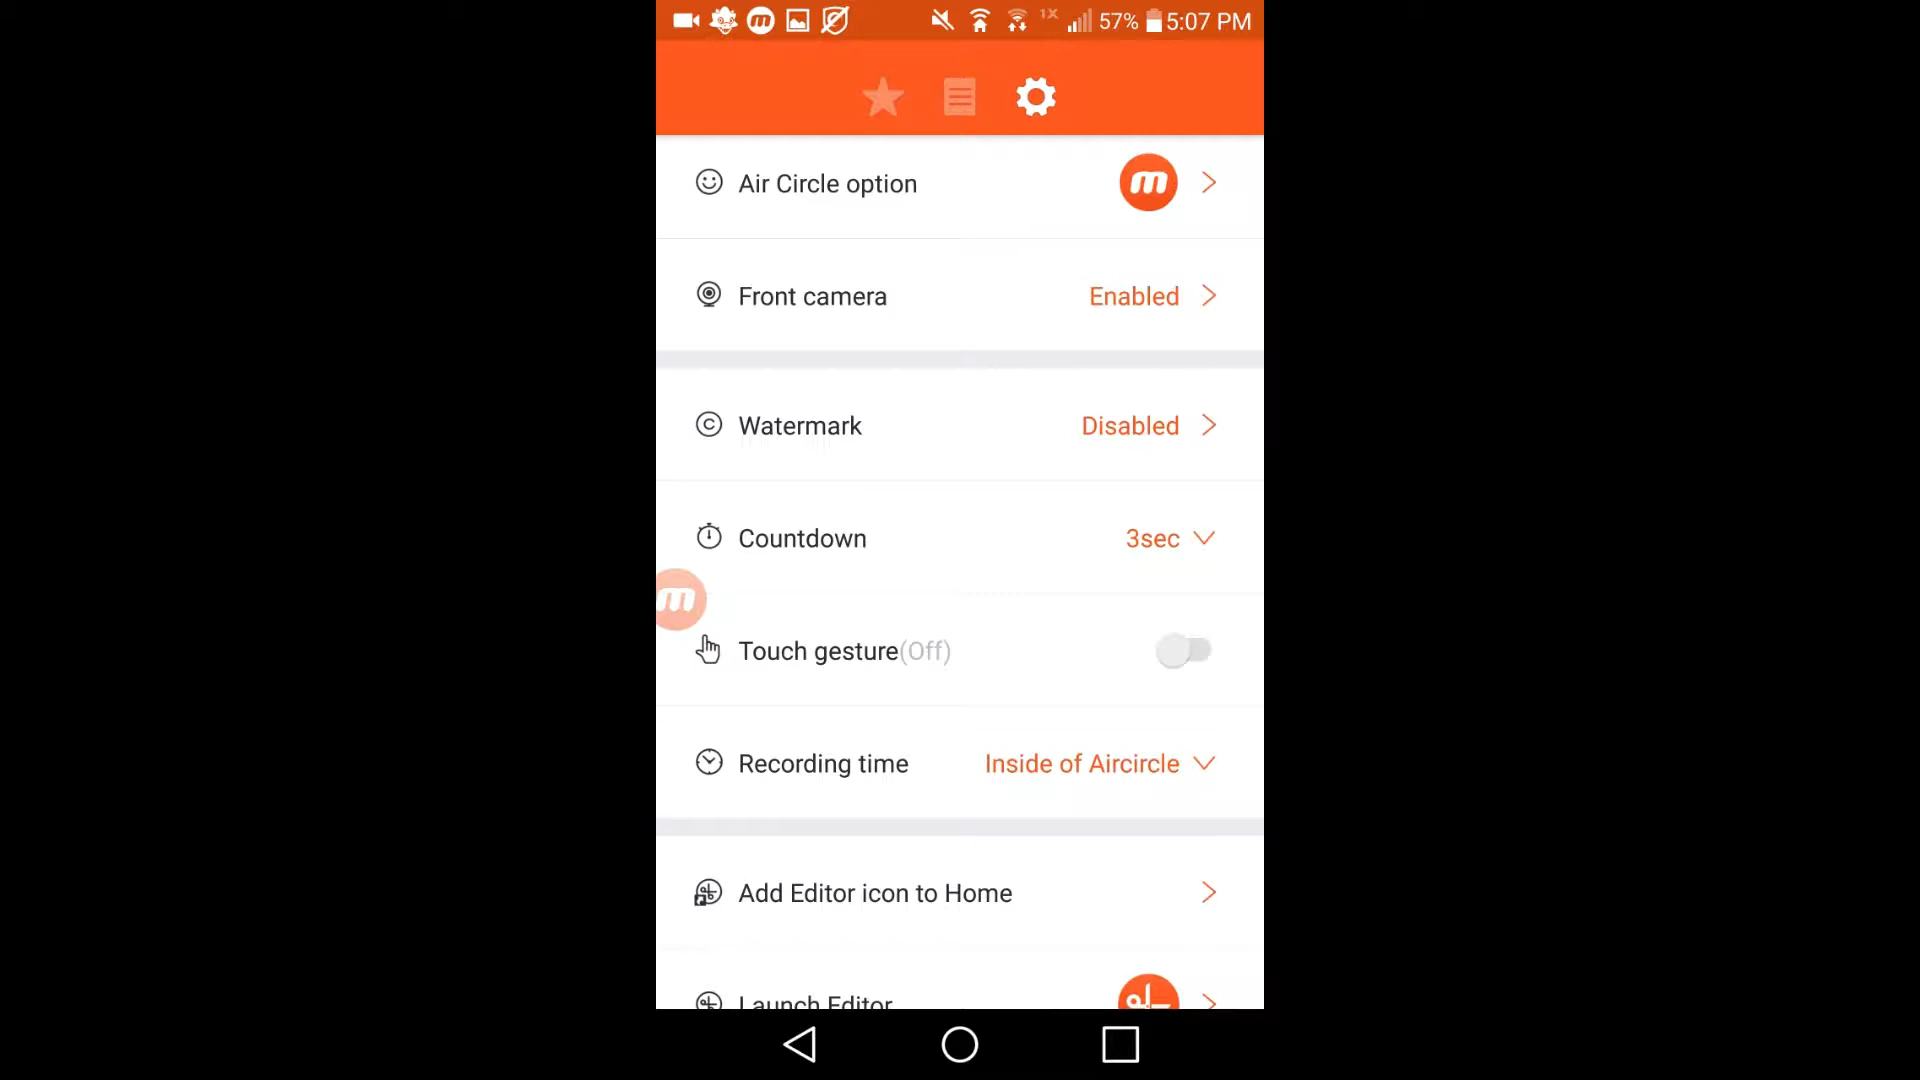 1X 57% 5:07 PM
Air Circle option
Front camera Enabled
Watermark Disabled
Countdown 3sec
Touch gesture(Off)
Recording time Inside of Aircircle
Add Editor icon to Home
Launch Editor